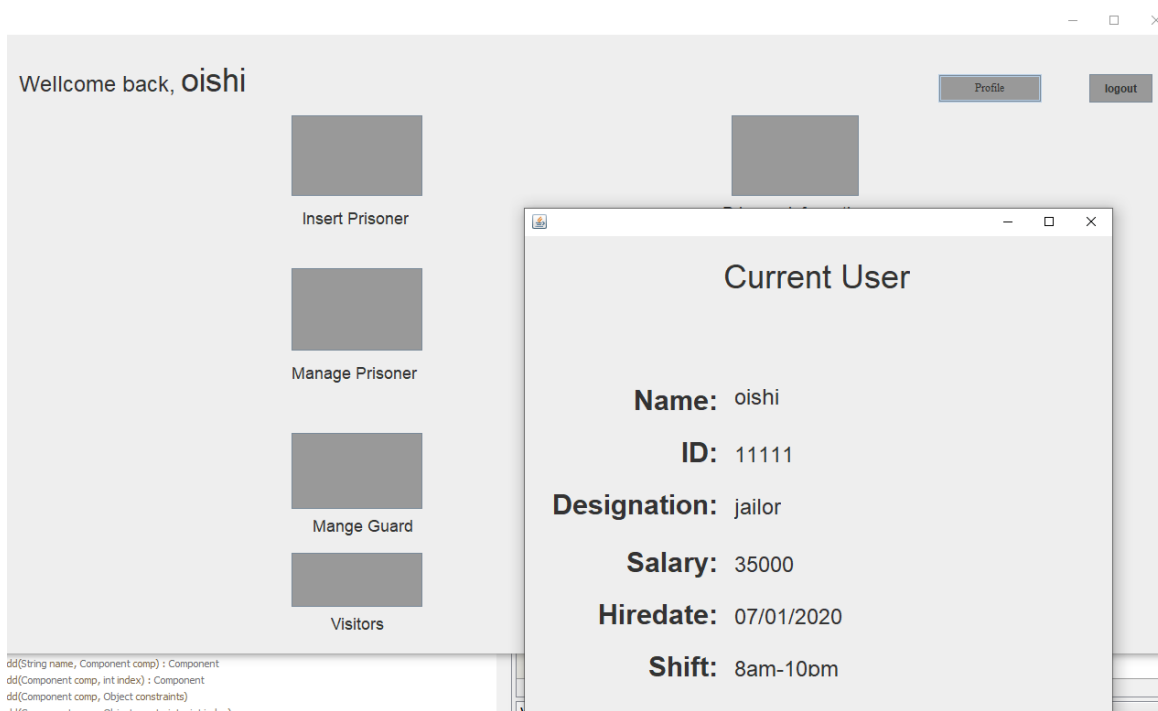 Wellcome back, oishi
Profile
logout
Insert Prisoner
Manage Prisoner
Mange Guard
Visitors
Current User
Name: oishi
ID: 11111
Designation: jailor
Salary: 35000
Hiredate: 07/01/2020
Shift: 8am-10pm
dd(String name, Component comp) : Component
dd(Component comp, int index) : Component
dd(Component comp, Object constraints)